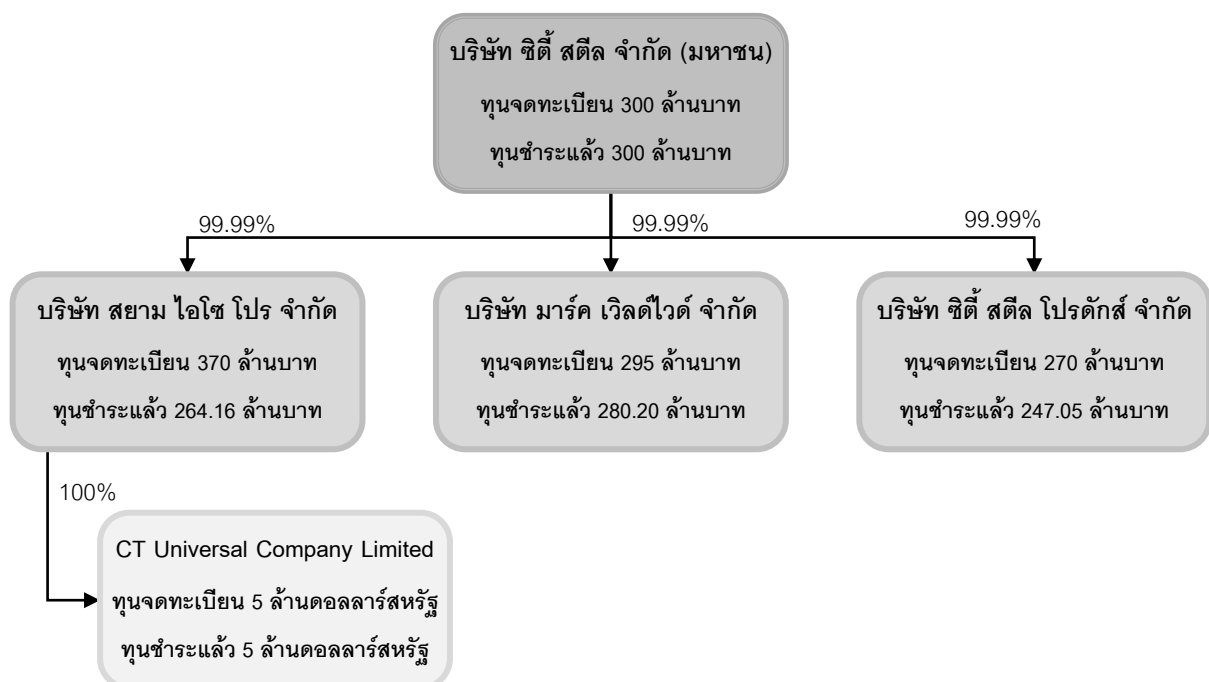 บริษัท ซิตี้ สตีล จำกัด (มหาชน)
ทุนจดทะเบียน 300 ล้านบาท
ทุนชำระแล้ว 300 ล้านบาท
99.99%
99.99%
99.99%
บริษัท สยาม ไอโซ โปร จำกัด
ทุนจดทะเบียน 370 ล้านบาท
ทุนชำระแล้ว 264.16 ล้านบาท
บริษัท มาร์ค เวิลด์ไวด์ จำกัด
ทุนจดทะเบียน 295 ล้านบาท
ทุนชำระแล้ว 280.20 ล้านบาท
บริษัท ซิตี้ สตีล โปรดักส์ จำกัด
ทุนจดทะเบียน 270 ล้านบาท
ทุนชำระแล้ว 247.05 ล้านบาท
100%
CT Universal Company Limited
ทุนจดทะเบียน 5 ล้านดอลลาร์สหรัฐ
ทุนชำระแล้ว 5 ล้านดอลลาร์สหรัฐ